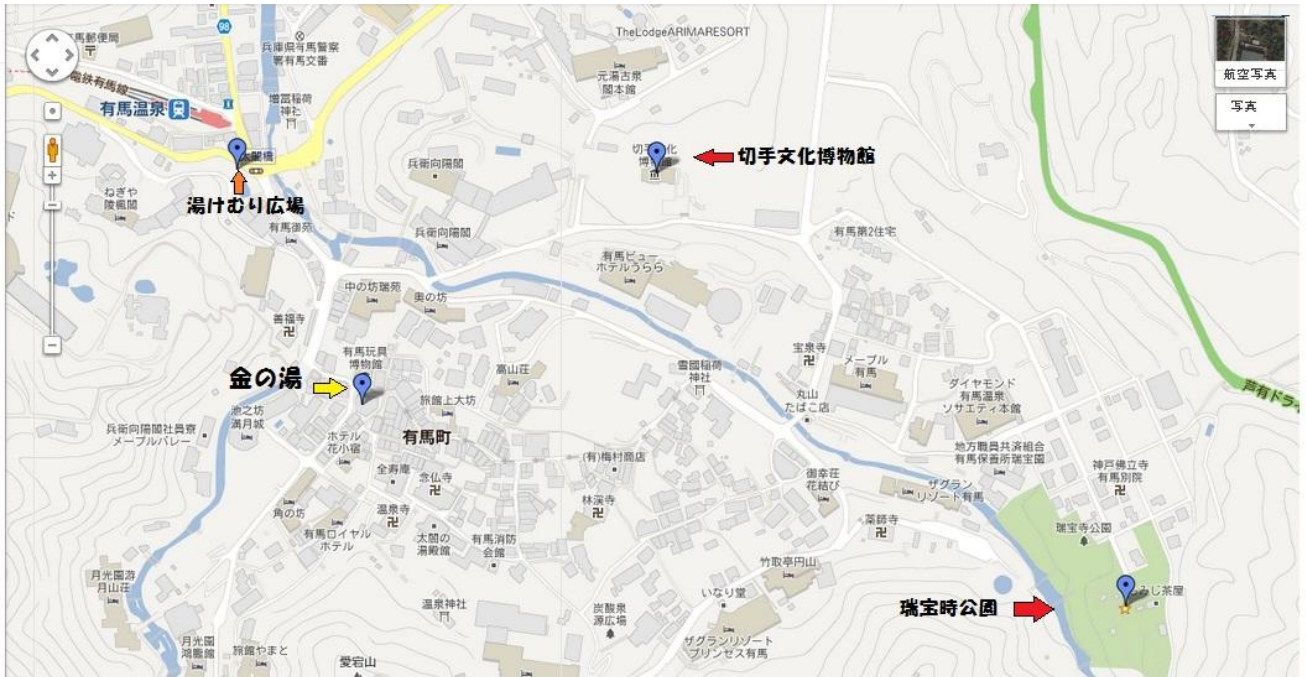 TheLodgeARIMARESORT
98
有馬郵便局
兵庫県有馬警察
署有馬交番
元湯古泉
閣本館
航空写真
写真
電鉄有馬線
有馬温泉
増冨稲荷
神社
切手文化博物館
兵衛向陽閣
ねぎや
陵楓閣
湯けむり広場
有馬御苑
兵衛向陽閣
有馬第2住宅
有馬ビュー
ホテルうらら
中の坊瑞苑
奥の坊
善福寺
有馬玩具
博物館
宝泉寺
メープル
有馬
高山荘
雪國稲荷
神社
金の湯
ダイヤモンド
有馬温泉
ソサエティ本館
芦有ドライ
旅館上大坊
丸山
たばこ店
池之坊
満月城
兵衛向陽閣社員寮
メープルバレー
ホテル
花小宿
有馬町
地方職員共済組合
有馬保養所瑞宝園
(有)梅村商店
全寿庵
念仏寺
神戸佛立寺
有馬別院
御幸荘
花結び
ザグラン
リゾート有馬
林渓寺
角の坊
温泉寺
薬師寺
瑞宝寺公園
有馬ロイヤル
ホテル
太閤の
湯殿館
有馬消防
会館
竹取亭円山
月光園游
月山荘
いなり堂
もみじ茶屋
温泉神社
炭酸泉
源広場
瑞宝時公園
月光園
鴻朧館
旅館やまと
ザグランリゾート
プリンセス有馬
愛宕山